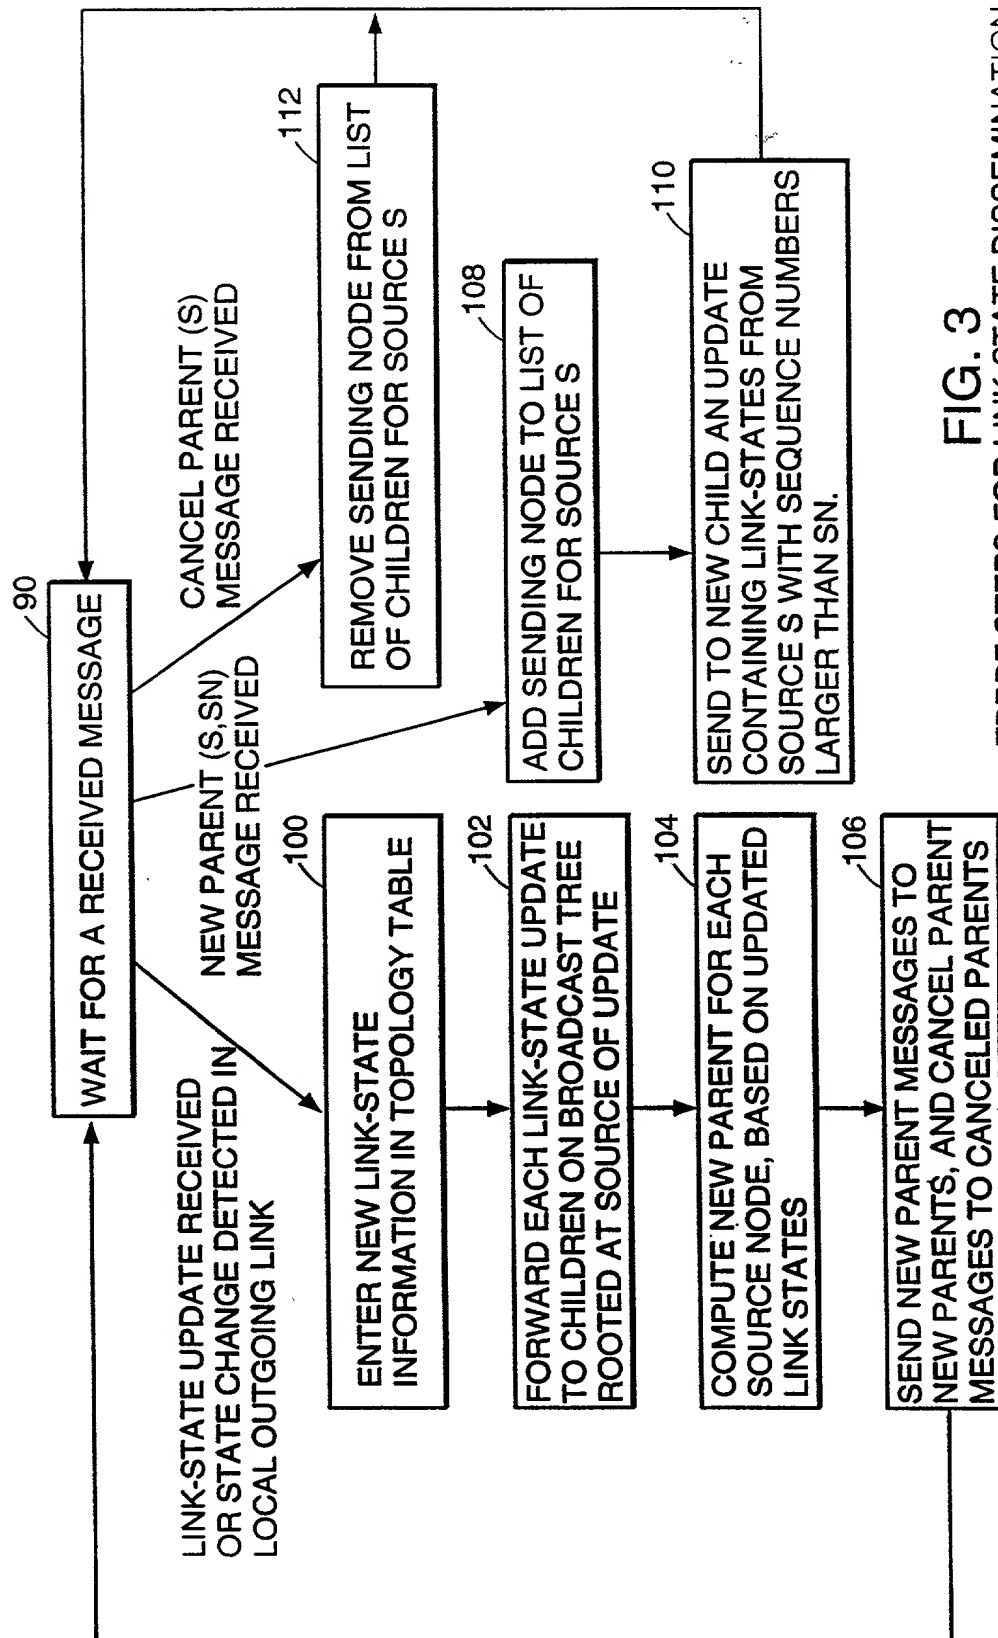 90
WAIT FOR A RECEIVED MESSAGE
LINK-STATE UPDATE RECEIVED
OR STATE CHANGE DETECTED IN
LOCAL OUTGOING LINK
NEW PARENT (S,SN)
MESSAGE RECEIVED
CANCEL PARENT (S)
MESSAGE RECEIVED
100
ENTER NEW LINK-STATE
INFORMATION IN TOPOLOGY TABLE
102
FORWARD EACH LINK-STATE UPDATE
TO CHILDREN ON BROADCAST TREE
ROOTED AT SOURCE OF UPDATE
104
COMPUTE NEW PARENT FOR EACH
SOURCE NODE, BASED ON UPDATED
LINK STATES
106
SEND NEW PARENT MESSAGES TO
NEW PARENTS, AND CANCEL PARENT
MESSAGES TO CANCELED PARENTS
108
ADD SENDING NODE TO LIST OF
CHILDREN FOR SOURCE S
110
SEND TO NEW CHILD AN UPDATE
CONTAINING LINK-STATES FROM
SOURCE S WITH SEQUENCE NUMBERS
LARGER THAN SN.
112
REMOVE SENDING NODE FROM LIST
OF CHILDREN FOR SOURCE S
FIG. 3
STEPS FOR LINK-STATE DISSEMINATION